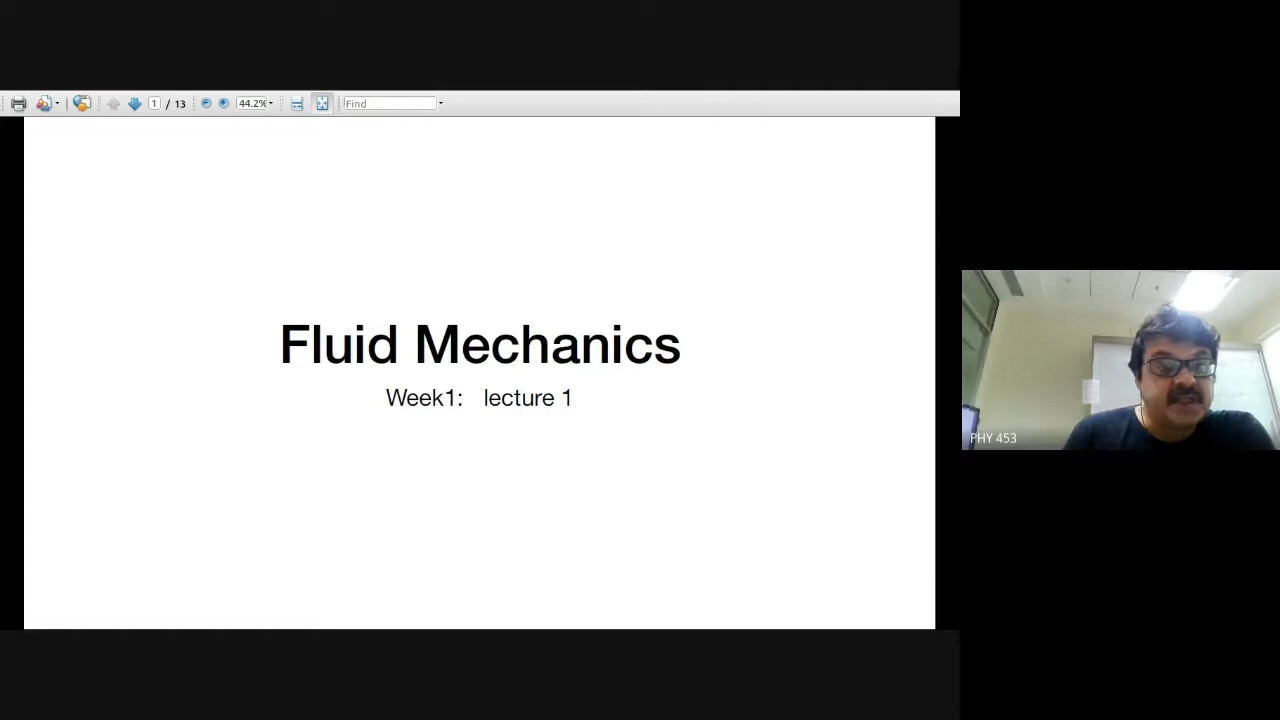 1 / 13 44.2% Find
Fluid Mechanics
Week1: lecture 1
PHY 453